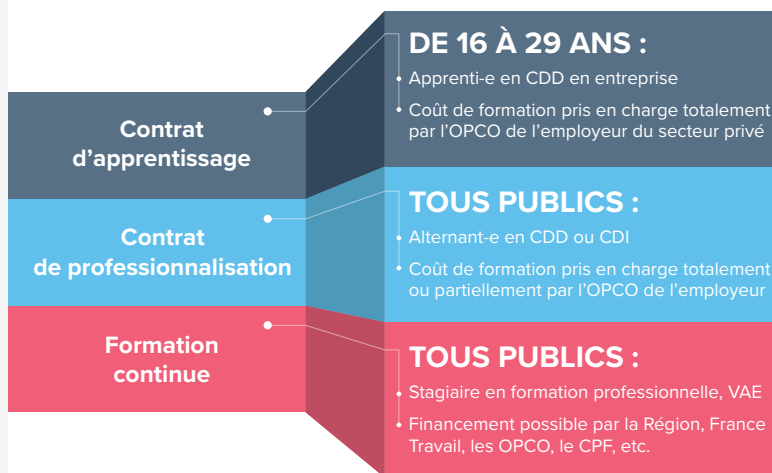 Contrat
d'apprentissage
DE 16 À 29 ANS :
• Apprenti-e en CDD en entreprise
• Coût de formation pris en charge totalement
par l'OPCO de l'employeur du secteur privé
Contrat
de professionnalisation
TOUS PUBLICS :
• Alternant-e en CDD ou CDI
• Coût de formation pris en charge totalement
ou partiellement par l'OPCO de l'employeur
Formation
continue
TOUS PUBLICS :
• Stagiaire en formation professionnelle, VAE
• Financement possible par la Région, France
Travail, les OPCO, le CPF, etc.